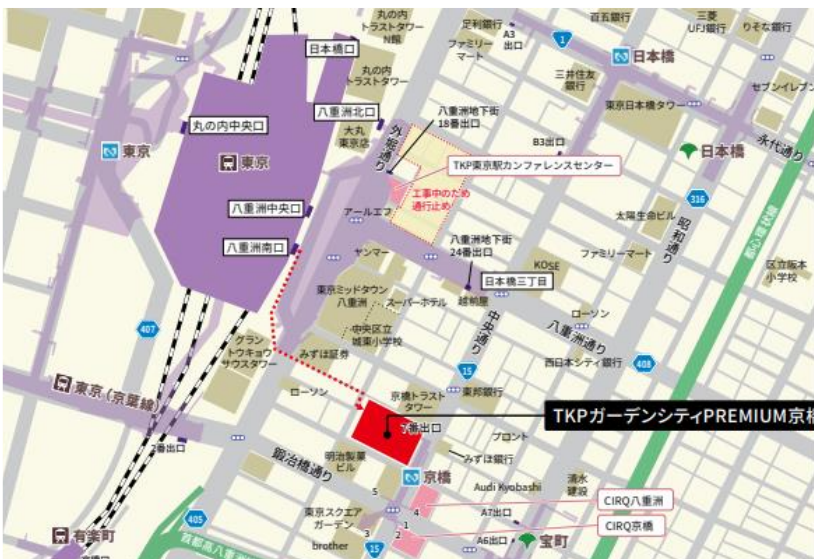 丸の内
トラストタワー
N館
足利銀行
A3
出口
ファミリー
マート
1
百五銀行
三菱
UFJ銀行
りそな銀行
日本橋
日本橋口
丸の内
トラストタワー
三井住友
銀行
セブンイレブン
東京日本橋タワー
丸の内中央口
八重洲北口
大丸
東京店
外堀通り
八重洲地下街
18番出口
B3出口
永代通り
日本橋
東京
東京
TKP東京駅カンファレンスセンター
工事中のため
通行止め
316
八重洲中央口
アールエフ
太陽生命ビル
昭和通り
都心環状線
八重洲南口
ヤンマー
八重洲地下街
24番出口
KOSE
ファミリーマート
区立阪本
小学校
日本橋三丁目
東京ミッドタウン
八重洲
スーパーホテル
越前屋
中央通り
ローソン
八重洲通り
407
中央区立
城東小学校
グラン
トウキョウ
サウスタワー
みずほ証券
15
西日本シティ銀行
408
東京(京葉線)
ローソン
京橋トラスト
タワー
東邦銀行
TKPガーデンシティPREMIUM京橋
7番出口
2番出口
鍛冶橋通り
明治製菓
ビル
ブロント
みずほ銀行
京橋
5
Audi Kyobashi
清水
建設
CIRQ八重洲
405
東京スクエア
ガーデン
4
A7出口
1
CIRQ京橋
有楽町
首都高八重洲
3
2
brother
15
A6出口
宝町